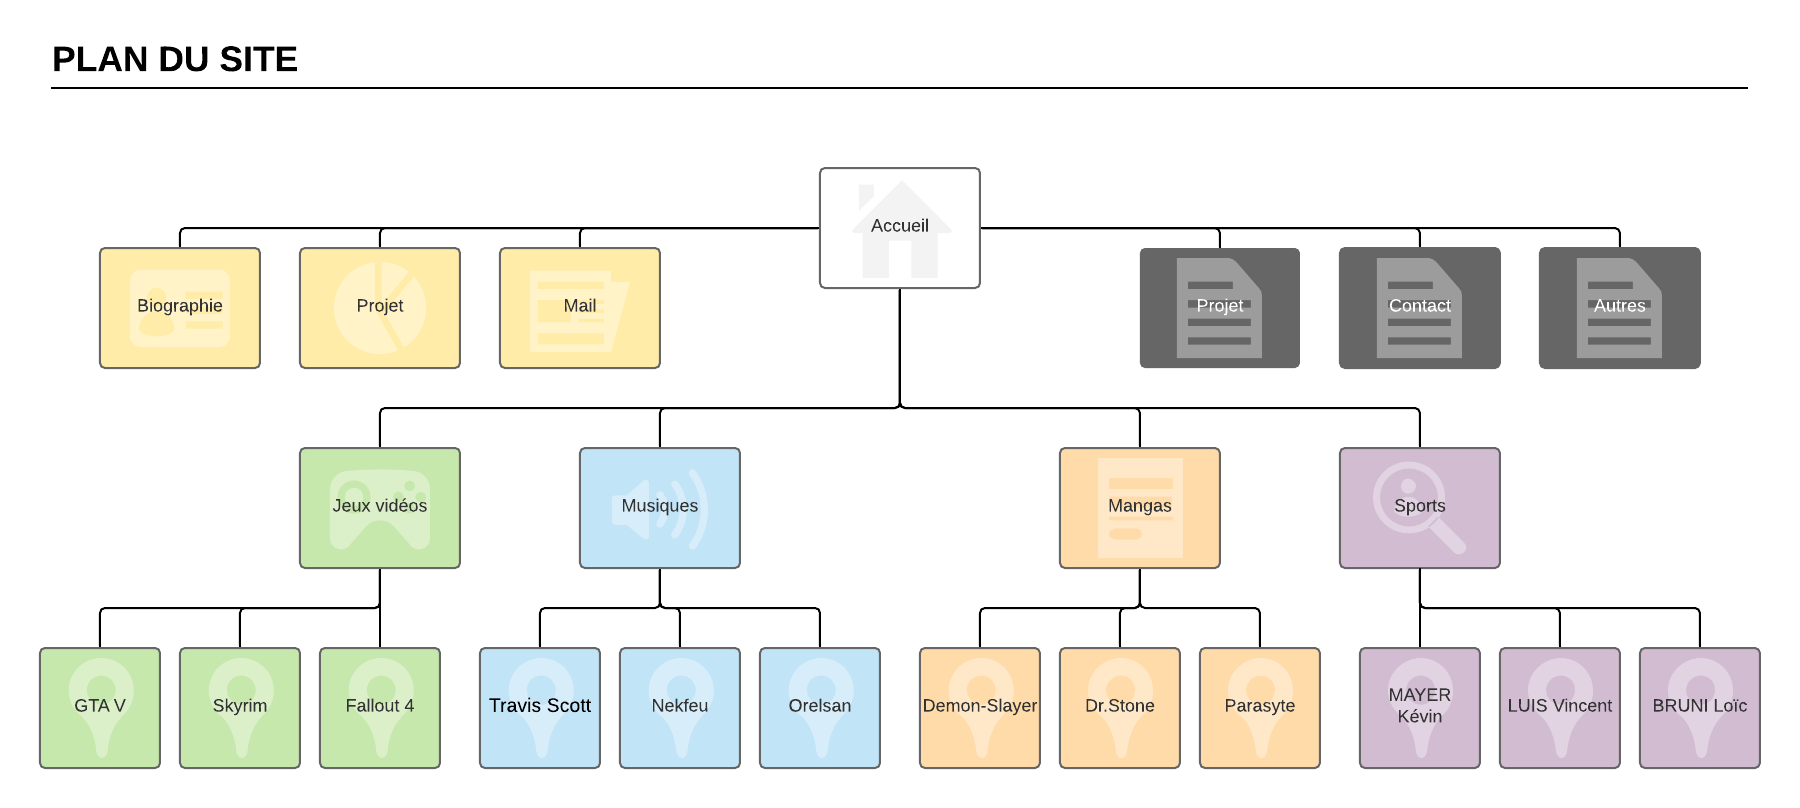 PLAN DU SITE
Accueil
Biographie
Projet
Mail
Projet
Contact
Autres
Jeux vidéos
Musiques
Mangas
Sports
GTA V
Skyrim
Fallout 4
Travis Scott
Nekfeu
Orelsan
Demon-Slayer
Dr.Stone
Parasyte
MAYER
Kévin
LUIS Vincent
BRUNI Loïc